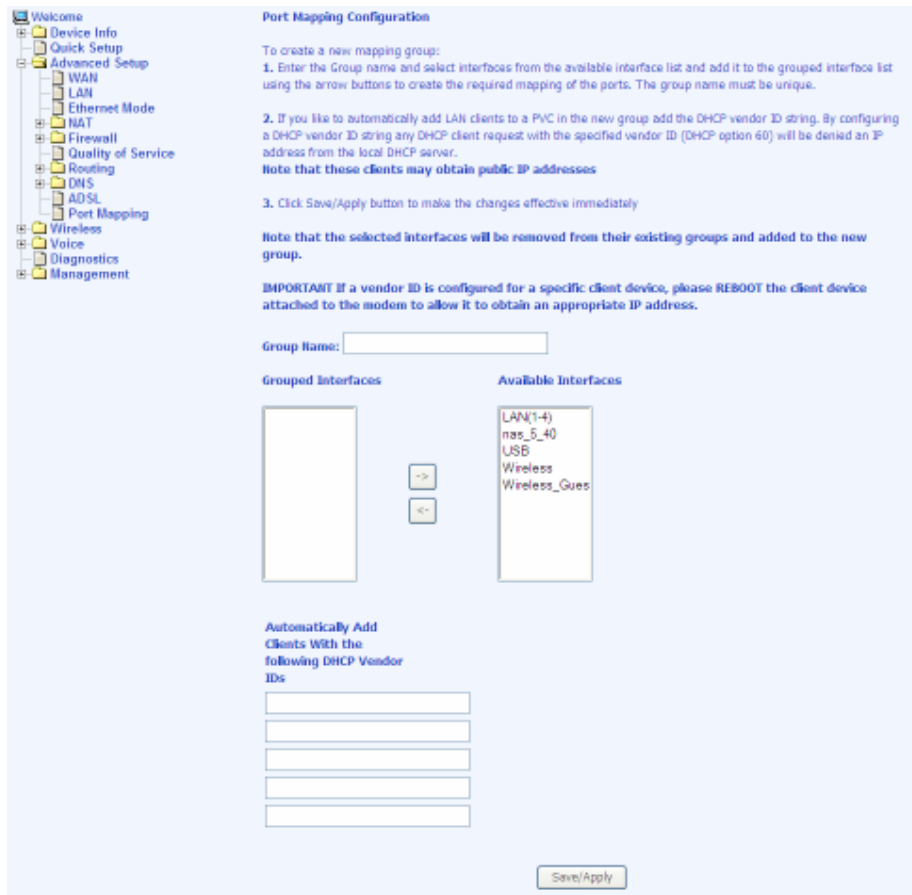 Welcome
Device Info
Quick Setup
Advanced Setup
WAN
LAN
Ethernet Mode
NAT
Firewall
Quality of Service
Routing
DNS
ADSL
Port Mapping
Wireless
Voice
Diagnostics
Management
Port Mapping Configuration
To create a new mapping group:
1. Enter the Group name and select interfaces from the available interface list and add it to the grouped interface list
using the arrow buttons to create the required mapping of the ports. The group name must be unique.
2. If you like to automatically add LAN clients to a PVC in the new group add the DHCP vendor ID string. By configuring
a DHCP vendor ID string any DHCP client request with the specified vendor ID (DHCP option 60) will be denied an IP
address from the local DHCP server.
Note that these clients may obtain public IP addresses
3. Click Save/Apply button to make the changes effective immediately
Note that the selected interfaces will be removed from their existing groups and added to the new
group.
IMPORTANT If a vendor ID is configured for a specific client device, please REBOOT the client device
attached to the modem to allow it to obtain an appropriate IP address.
Group Name:
Grouped Interfaces
Available Interfaces
LAN(1-4)
nas_5_40
USB
Wireless
Wireless_Gues
->
<-
Automatically Add
Clients With the
following DHCP Vendor
IDs
Save/Apply